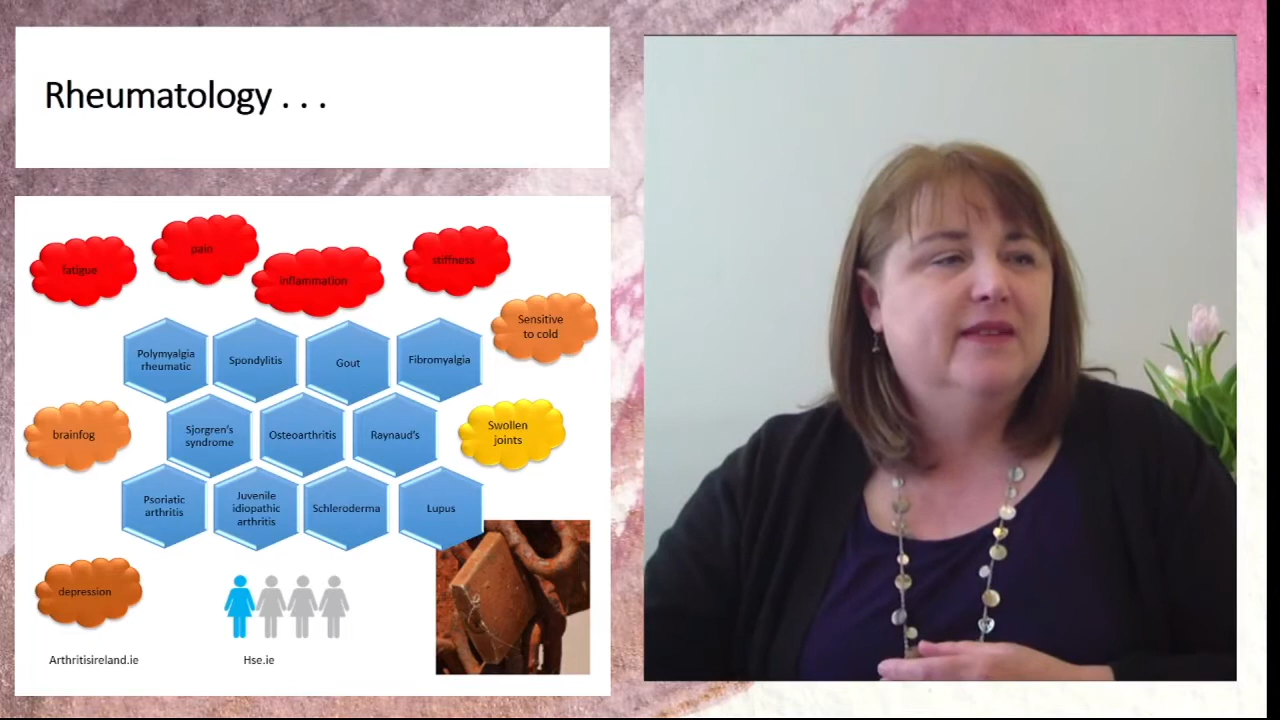 Rheumatology . . .
fatigue
pain
inflammation
stiffness
Sensitive
to cold
Polymyalgia
rheumatic
Spondylitis
Gout
Fibromyalgia
brainfog
Sjorgren's
syndrome
Osteoarthritis
Raynaud's
Swollen
joints
Psoriatic
arthritis
Juvenile
idiopathic
arthritis
Schleroderma
Lupus
depression
Arthritisireland.ie
Hse.ie